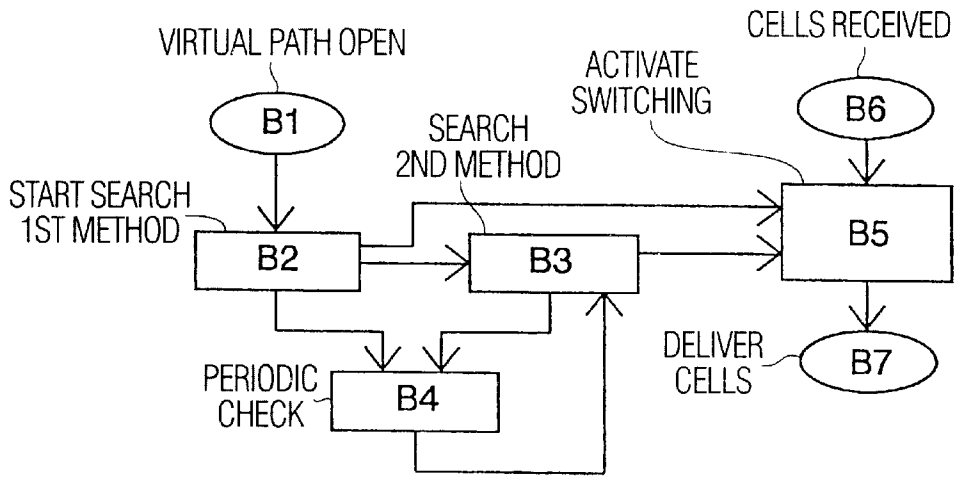 VIRTUAL PATH OPEN
B1
CELLS RECEIVED
B6
ACTIVATE
SWITCHING
SEARCH
2ND METHOD
START SEARCH
1ST METHOD
B2
B3
B5
PERIODIC
CHECK
B4
DELIVER
CELLS
B7